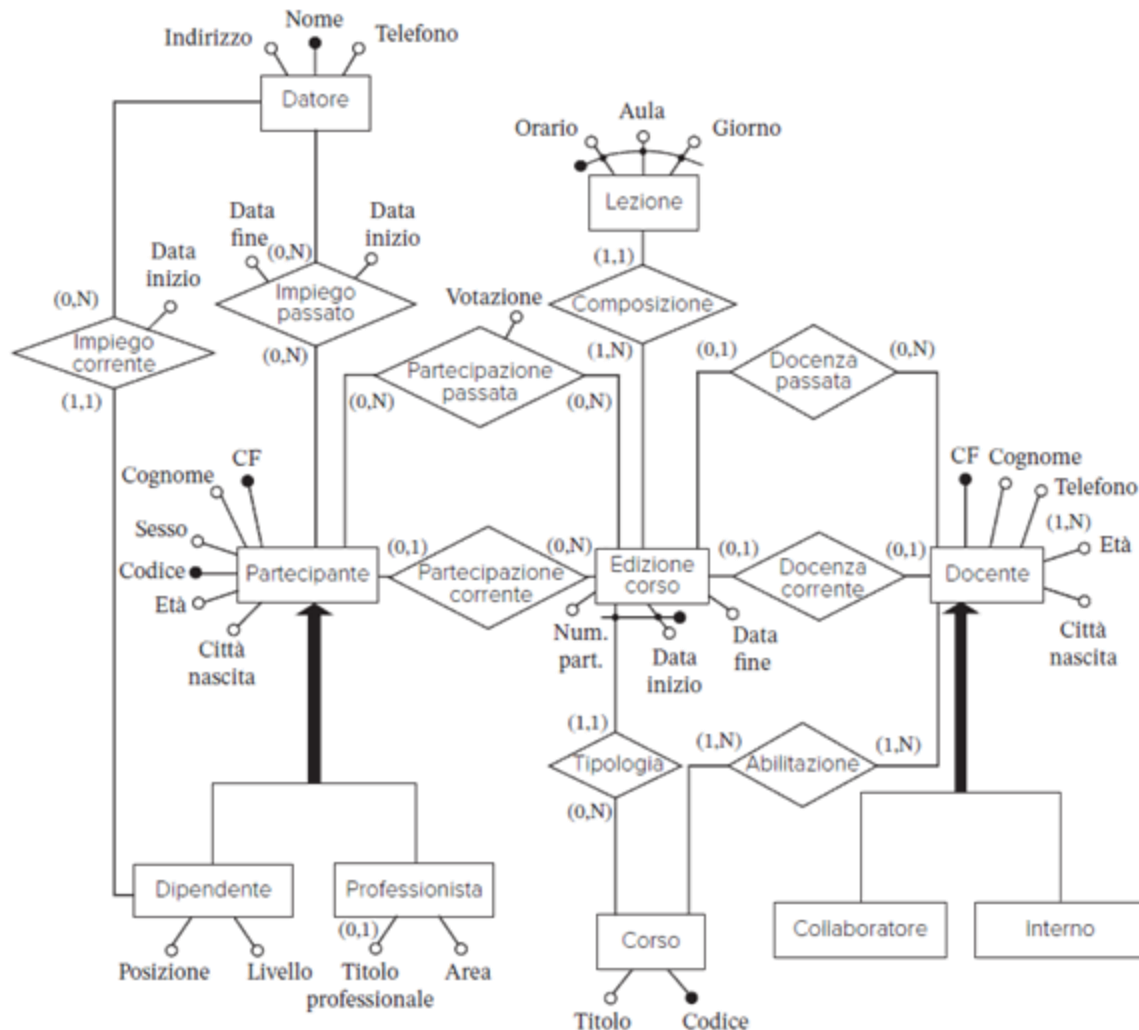 Nome
Indirizzo
Telefono
Datore
Orario
Aula
Giorno
Lezione
Data
fine
Data
inizio
(0,N)
Data
inizio
(0,N)
Impiego
corrente
(1,1)
Impiego
passato
(0,N)
Votazione
Partecipazione
passata
(0,N)
(0,N)
(1,1)
Composizione
(1,N)
(0,1)
Docenza
passata
(0,N)
CF
Cognome
Sesso
Codice
Età
Città
nascita
Partecipante
(0,1)
Partecipazione
corrente
(0,N)
Edizione
corso
Num.
part.
Data
inizio
Data
fine
(0,1)
Docenza
corrente
(0,1)
CF
Cognome
Telefono
(1,N)
Età
Docente
Città
nascita
(1,1)
Tipologia
(0,N)
(1,N)
Abilitazione
(1,N)
Dipendente
Posizione
Livello
Professionista
(0,1)
Titolo
professionale
Area
Corso
Titolo
Codice
Collaboratore
Interno